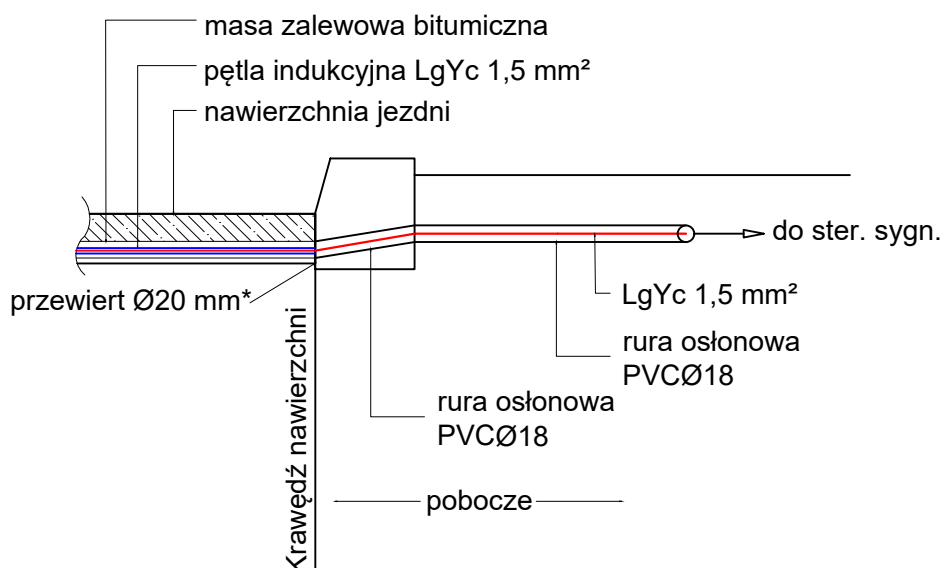 masa zalewowa bitumiczna
pętla indukcyjna LgYc 1,5 mm²
nawierzchnia jezdni
do ster. sygn.
przewiert Ø20 mm*
LgYc 1,5 mm²
rura osłonowa
PVCØ18
rura osłonowa
PVCØ18
Krawędź nawierzchni
pobocze